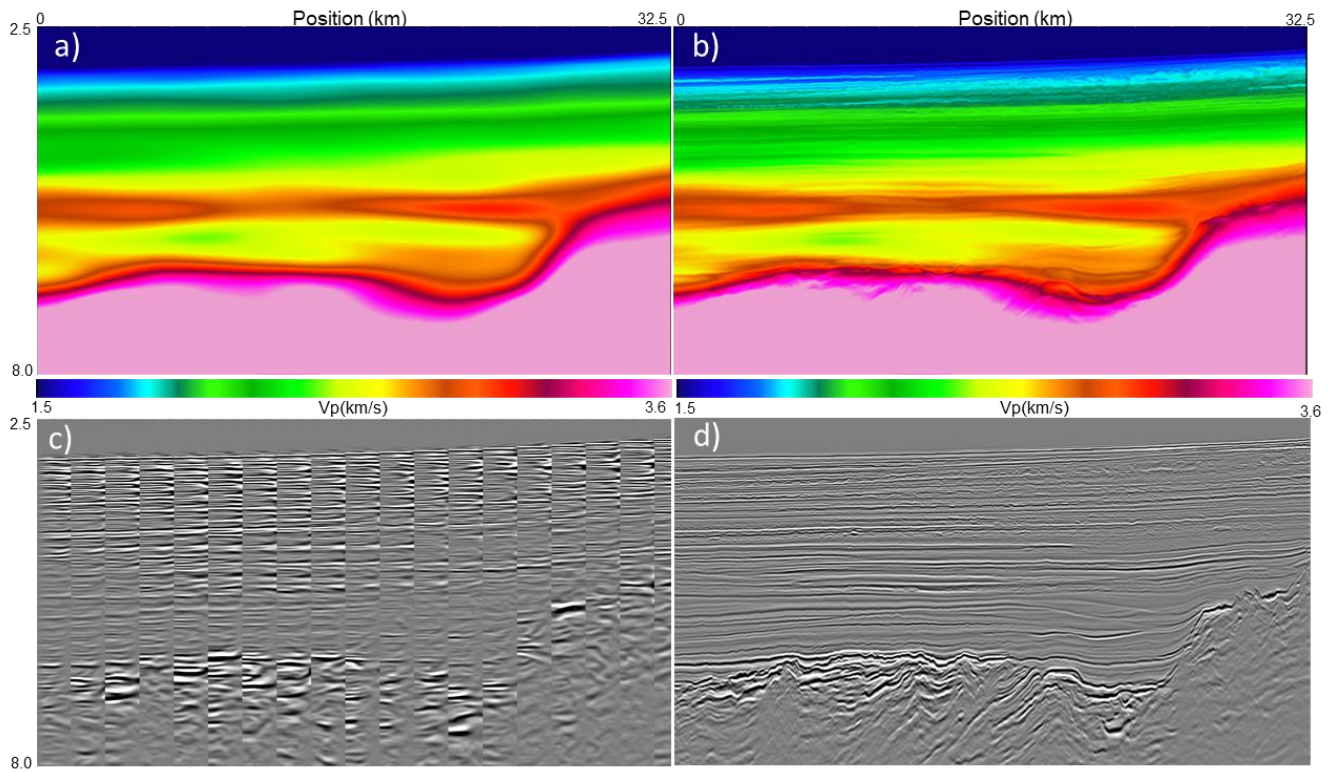 0 Position (km) 32.5 0 Position (km) 32.5
2.5
a) b)
8.0
1.5 Vp(km/s) 3.6 1.5 Vp(km/s) 3.6
2.5
c) d)
8.0